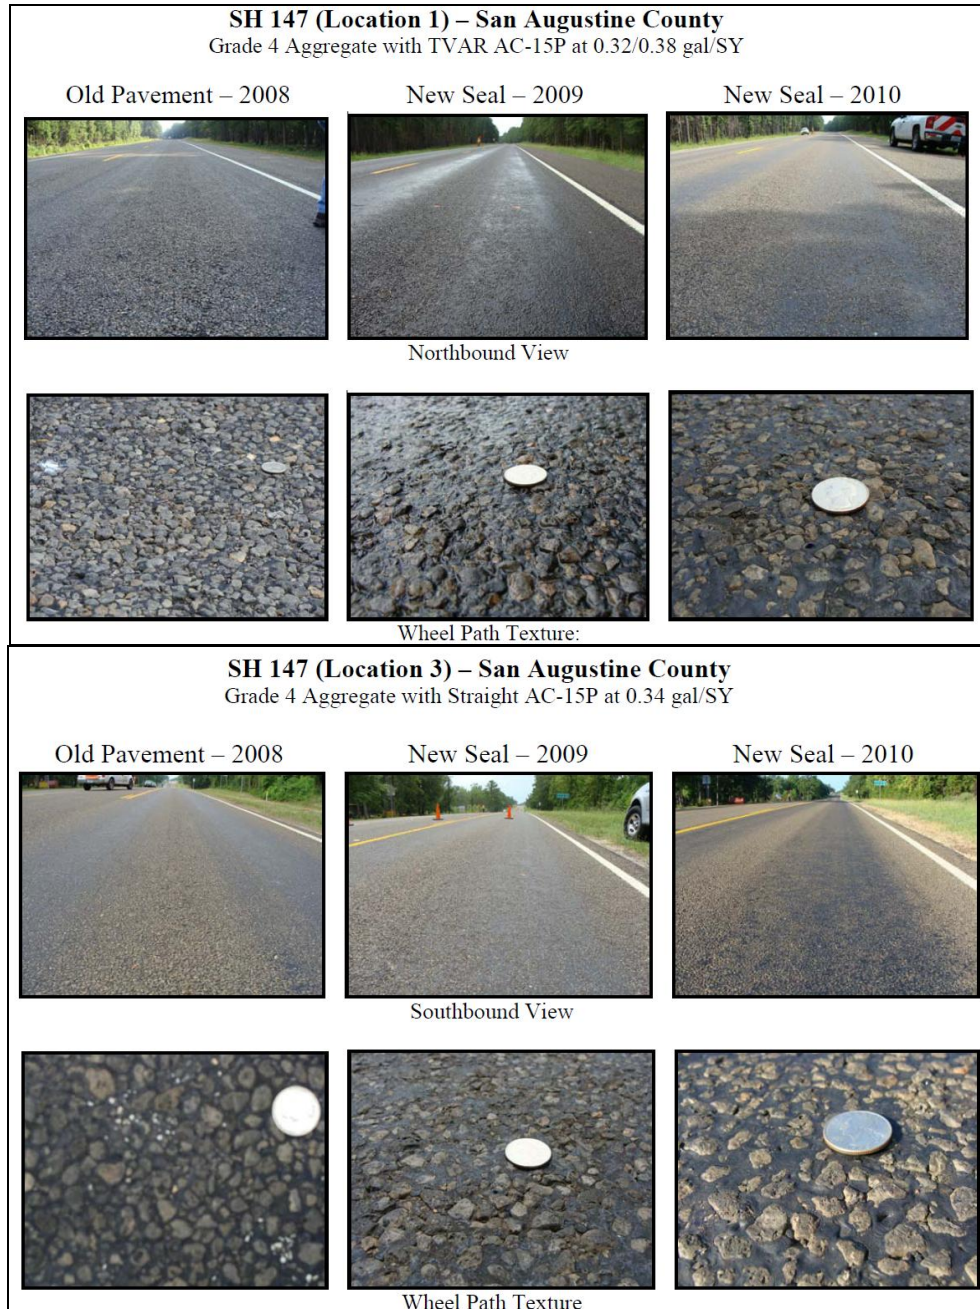 SH 147 (Location 1) – San Augustine County
Grade 4 Aggregate with TVAR AC-15P at 0.32/0.38 gal/SY
Old Pavement – 2008
New Seal – 2009
New Seal – 2010
Northbound View
Wheel Path Texture:
SH 147 (Location 3) – San Augustine County
Grade 4 Aggregate with Straight AC-15P at 0.34 gal/SY
Old Pavement – 2008
New Seal – 2009
New Seal – 2010
Southbound View
Wheel Path Texture